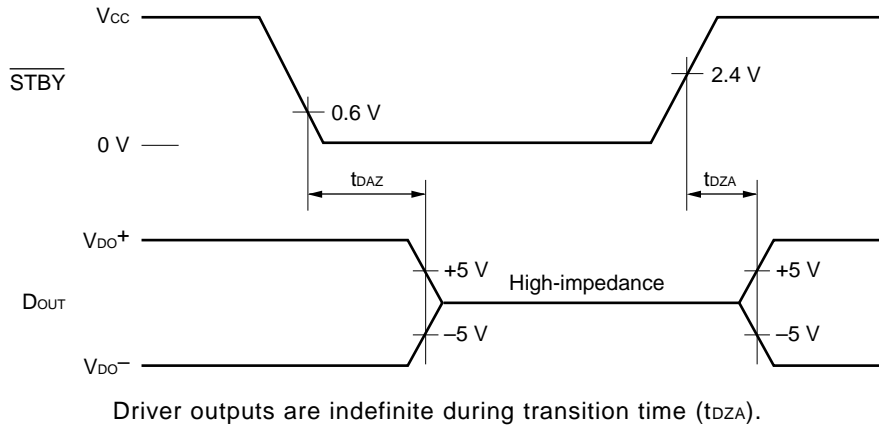 VCC
STBY
0.6 V
2.4 V
0 V
tDAZ
tDZA
VDO+
+5 V
+5 V
High-impedance
DOUT
–5 V
–5 V
VDO–
Driver outputs are indefinite during transition time (tDZA).